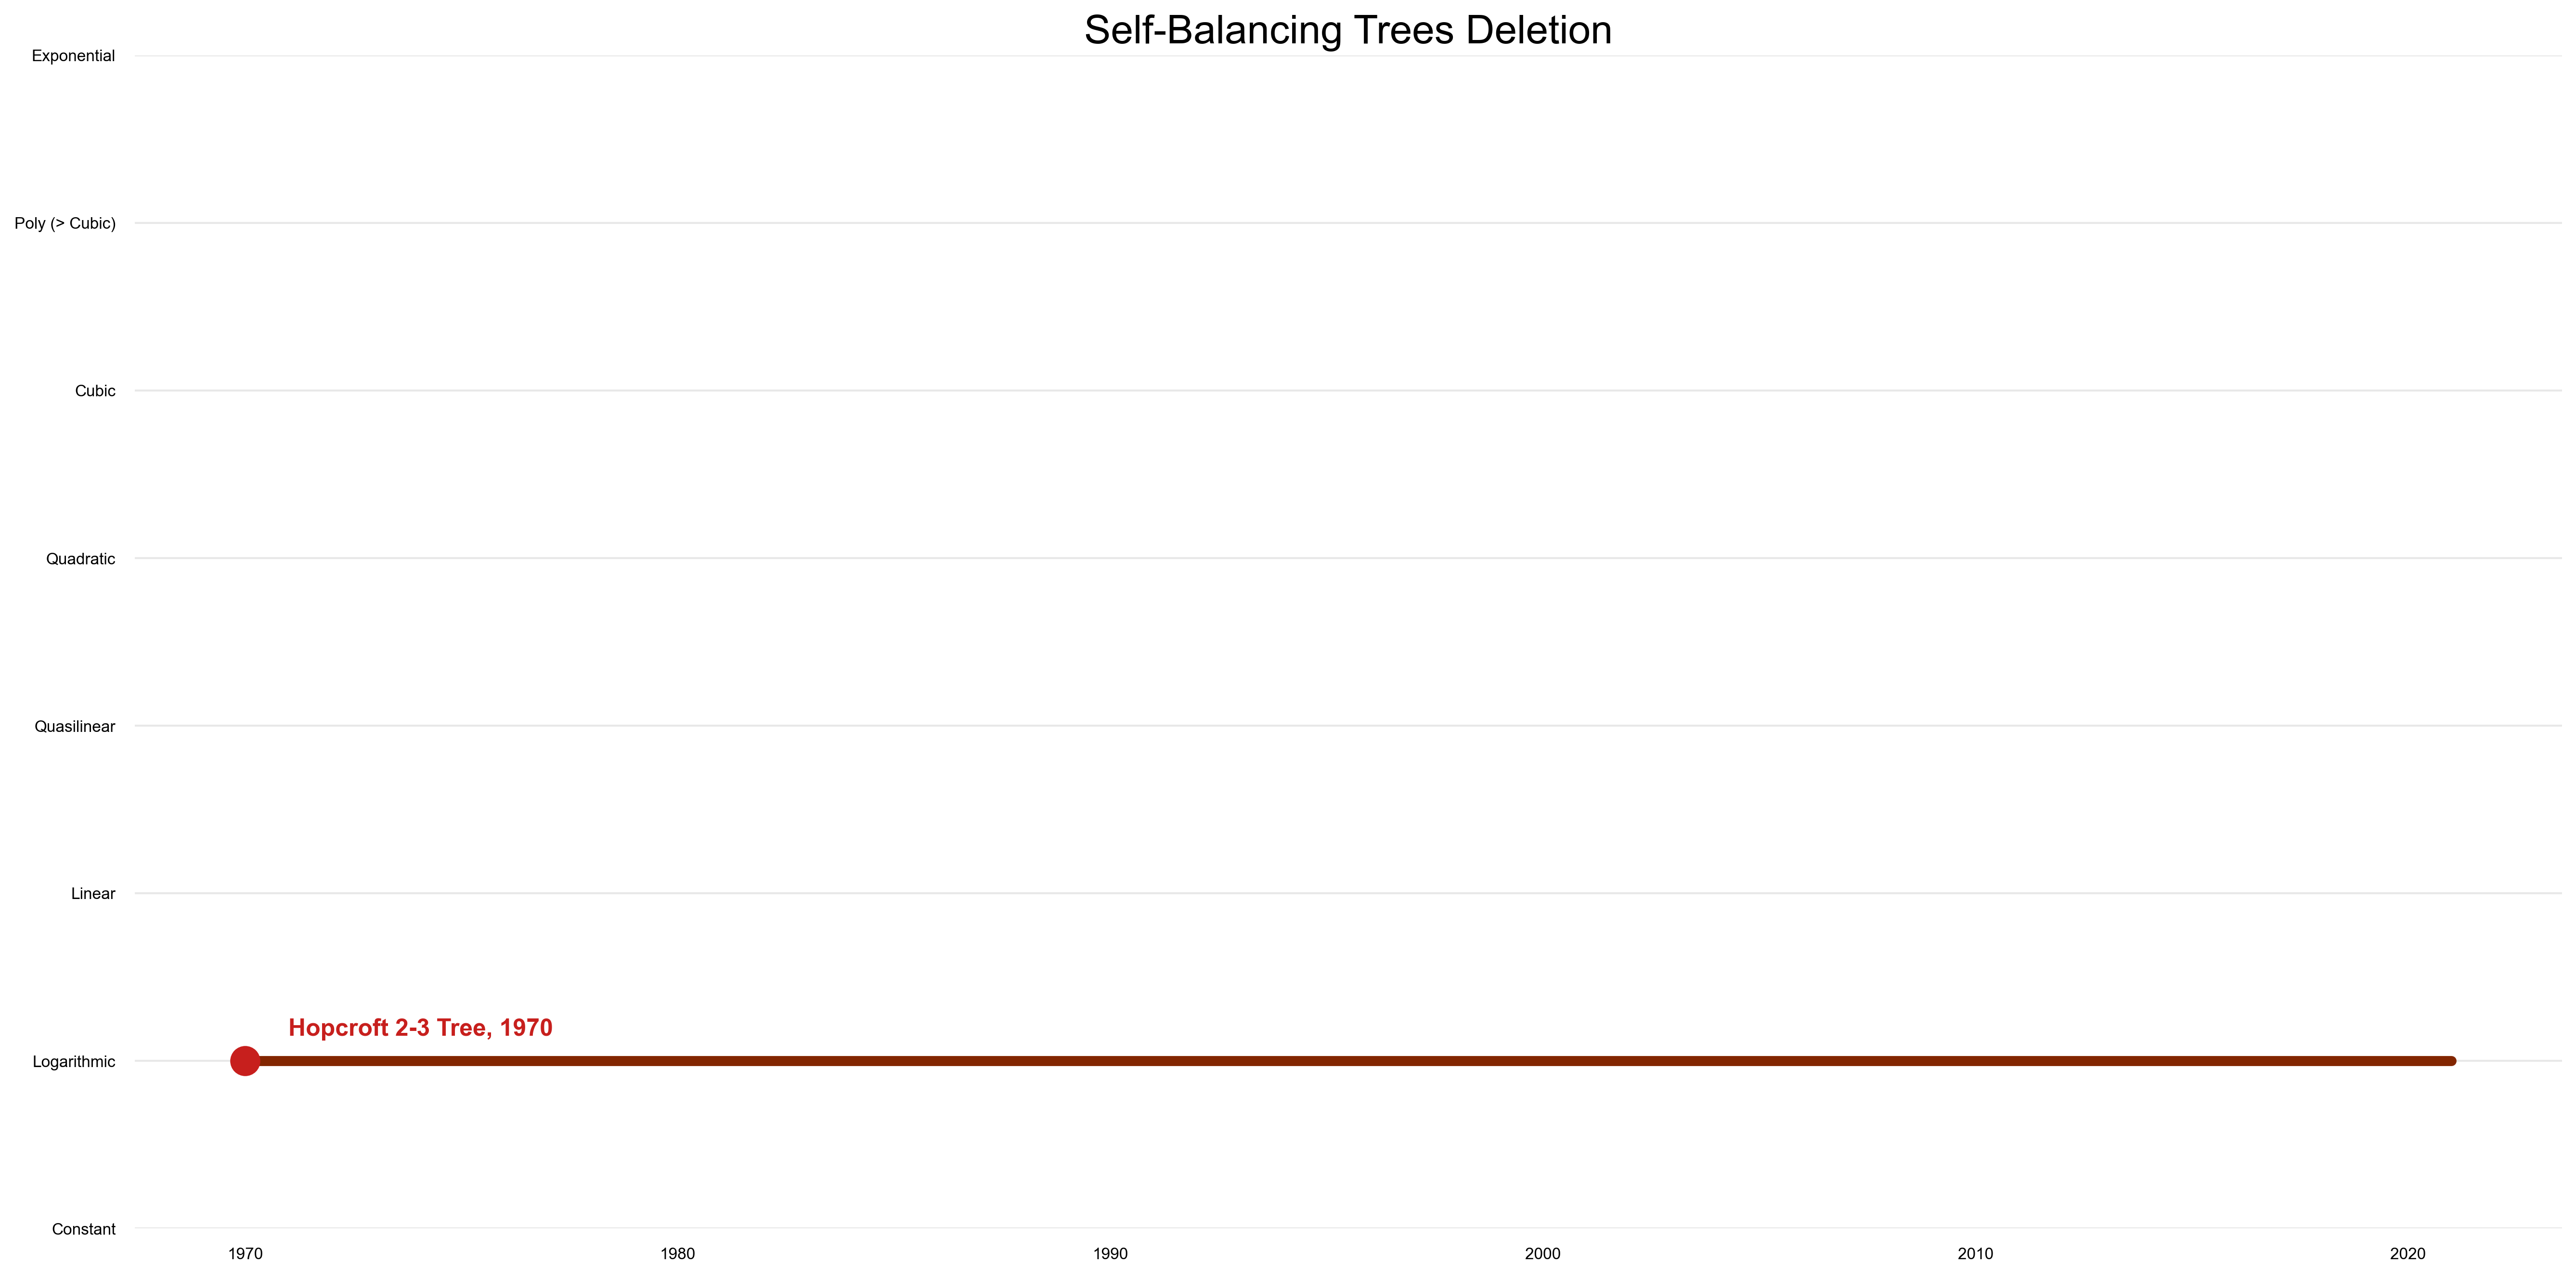 Self-Balancing Trees Deletion
Exponential
Poly (> Cubic)
Cubic
Quadratic
Quasilinear
Linear
Hopcroft 2-3 Tree, 1970
Logarithmic
Constant
1970 1980 1990 2000 2010 2020